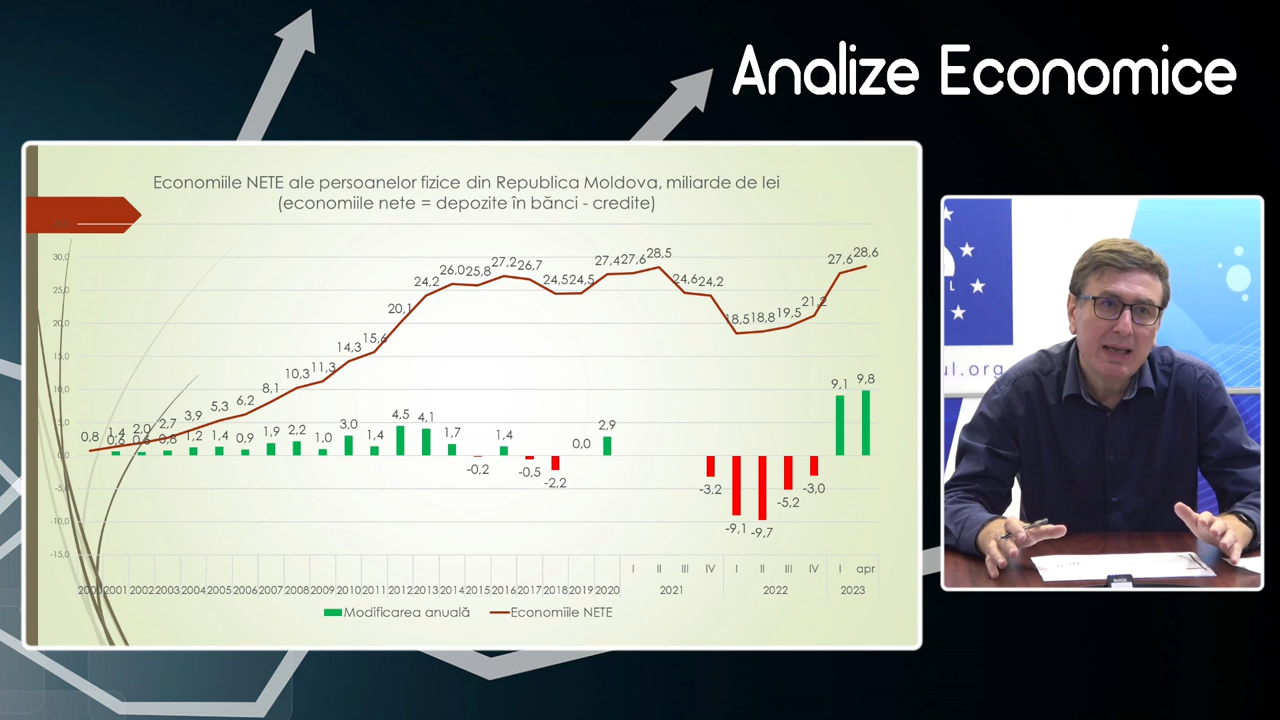 Analize Economice
Economiile NETE ale persoanelor fizice din Republica Moldova, miliarde de lei
(economiile nete = depozite în bănci - credite)
30,0
25,0
20,0
15,0
10,0
5,0
0,0
-5,0
-10,0
-15,0
0,8 1,4 2,0 2,7 3,9 5,3 6,2 8,1 10,3 11,3 14,3 15,6 20,1 24,2 26,0 25,8 27,2 26,7 24,5 24,5 27,4 27,6 28,5 24,6 24,2 18,5 18,8 19,5 21,2 27,6 28,6
0,6 0,6 0,8 1,2 1,4 0,9 1,9 2,2 1,0 3,0 1,4 4,5 4,1 1,7 -0,2 1,4 -0,5 -2,2 0,0 2,9 -3,2 -9,1 -9,7 -5,2 -3,0 9,1 9,8
I II III IV I II III IV I apr
2000 2001 2002 2003 2004 2005 2006 2007 2008 2009 2010 2011 2012 2013 2014 2015 2016 2017 2018 2019 2020 2021 2022 2023
Modificarea anuală Economiile NETE
L
ul.org